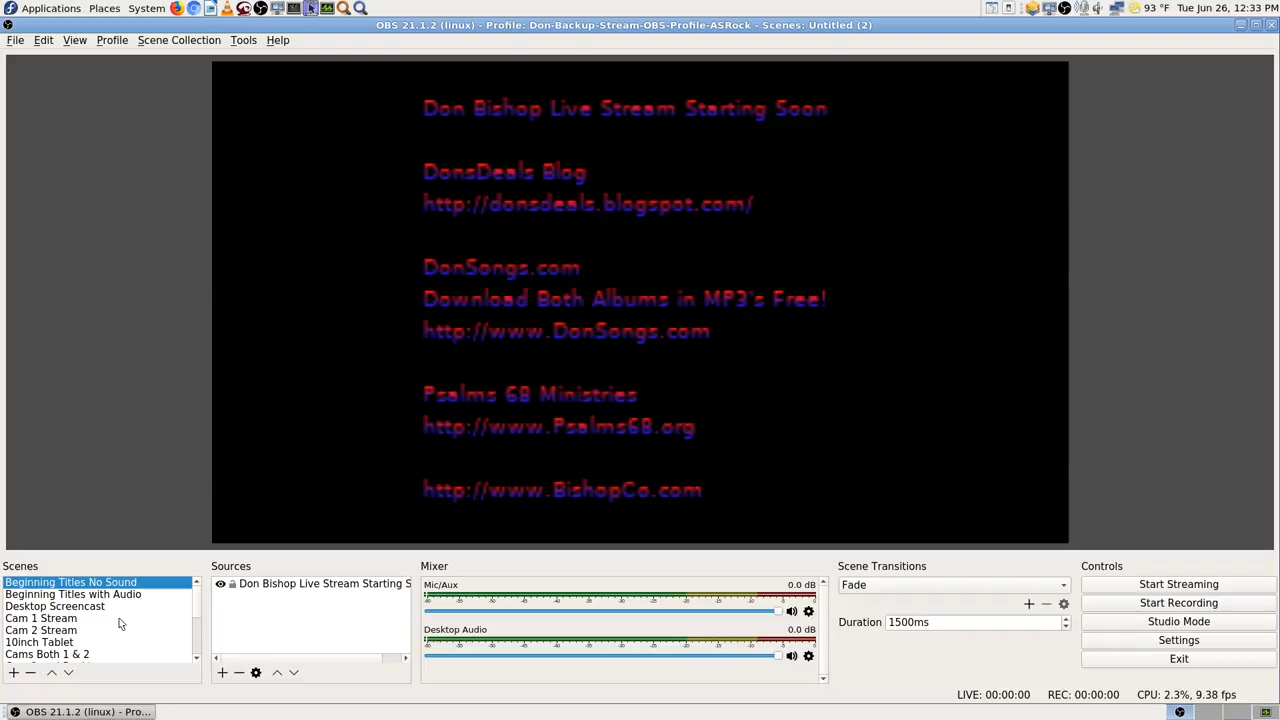 Applications Places System 93 °F Tue Jun 26, 12:33 PM
OBS 21.1.2 (linux) - Profile: Don-Backup-Stream-OBS-Profile-ASRock - Scenes: Untitled (2)
File Edit View Profile Scene Collection Tools Help
Don Bishop Live Stream Starting Soon
DonsDeals Blog
http://donsdeals.blogspot.com/
DonSongs.com
Download Both Albums in MP3's Free!
http://www.DonSongs.com
Psalms 68 Ministries
http://www.Psalms68.org
http://www.BishopCo.com
Scenes
Beginning Titles No Sound
Beginning Titles with Audio
Desktop Screencast
Cam 1 Stream
Cam 2 Stream
10inch Tablet
Cams Both 1 & 2
Sources
Don Bishop Live Stream Starting S
Mixer
Mic/Aux 0.0 dB
Desktop Audio 0.0 dB
Scene Transitions
Fade
Duration 1500ms
Controls
Start Streaming
Start Recording
Studio Mode
Settings
Exit
LIVE: 00:00:00 REC: 00:00:00 CPU: 2.3%, 9.38 fps
OBS 21.1.2 (linux) - Pro...